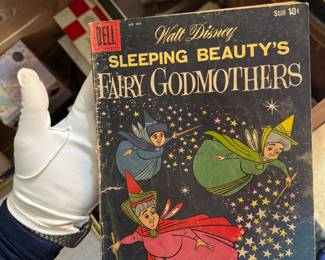 DELL
Still 10¢
Walt Disney
SLEEPING BEAUTY'S
FAIRY GODMOTHERS